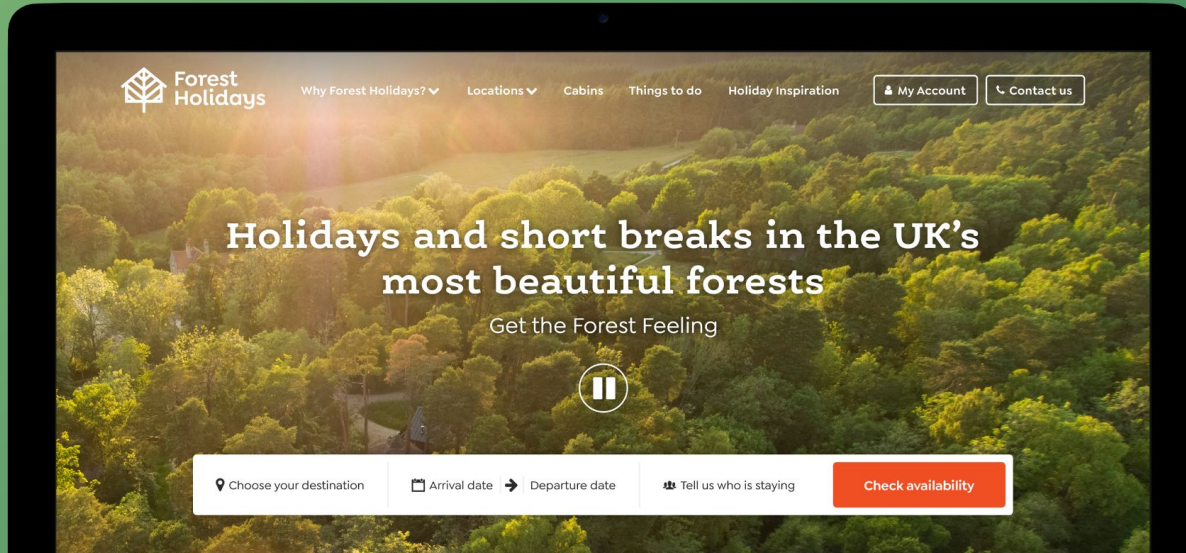 Forest
Holidays
Why Forest Holidays?
Locations
Cabins
Things to do
Holiday Inspiration
My Account
Contact us
Holidays and short breaks in the UK's
most beautiful forests
Get the Forest Feeling
Choose your destination
Arrival date
Departure date
Tell us who is staying
Check availability